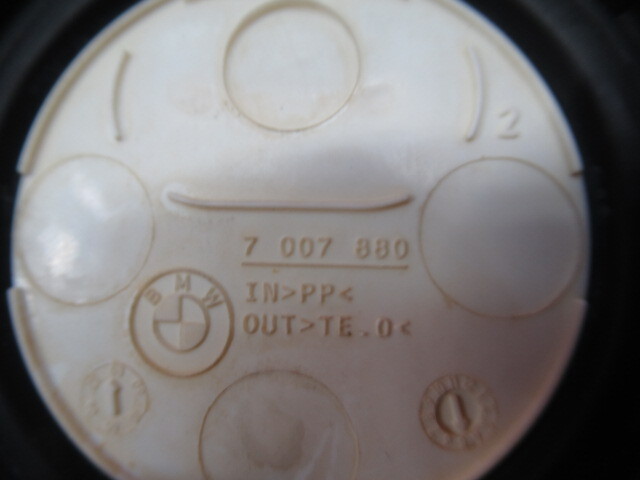 2
7 007 880
BMW
IN>PP<
OUT>TE.O<